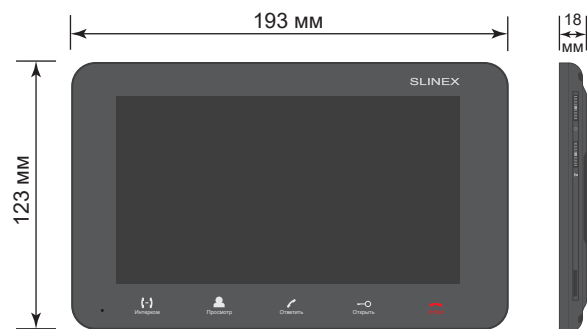 193 мм
18
мм
SLINEX
123 мм
Интерком Просмотр Ответить Открыть